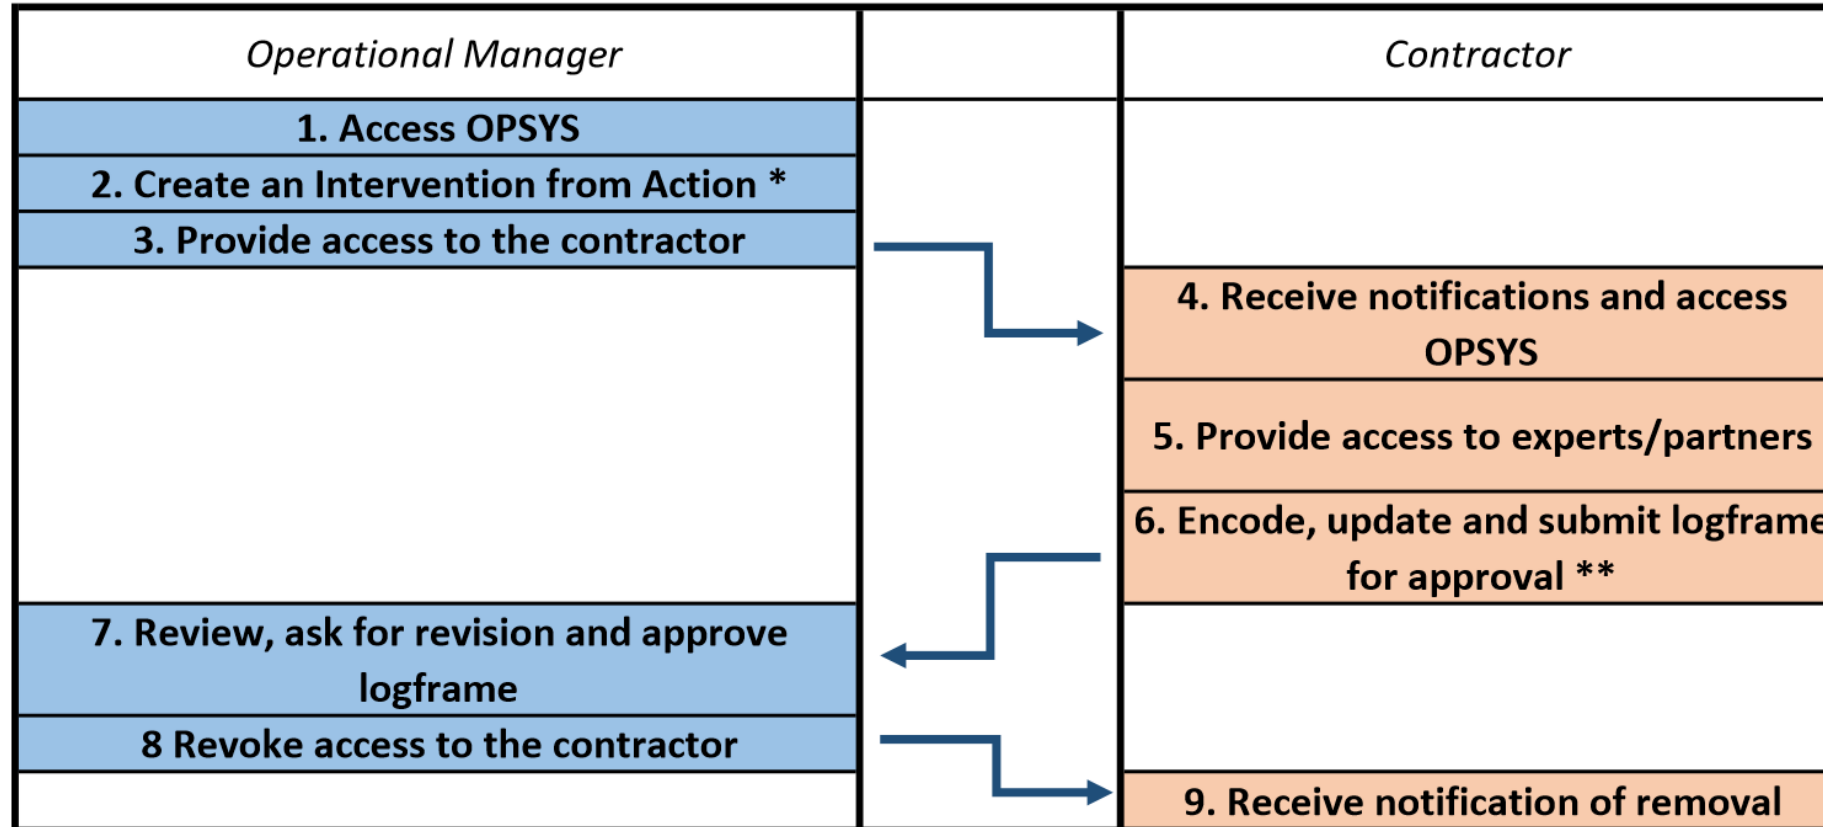 Operational Manager
Contractor
1. Access OPSYS
2. Create an Intervention from Action *
3. Provide access to the contractor
4. Receive notifications and access
OPSYS
5. Provide access to experts/partners
6. Encode, update and submit logframe
for approval **
7. Review, ask for revision and approve
logframe
8 Revoke access to the contractor
9. Receive notification of removal